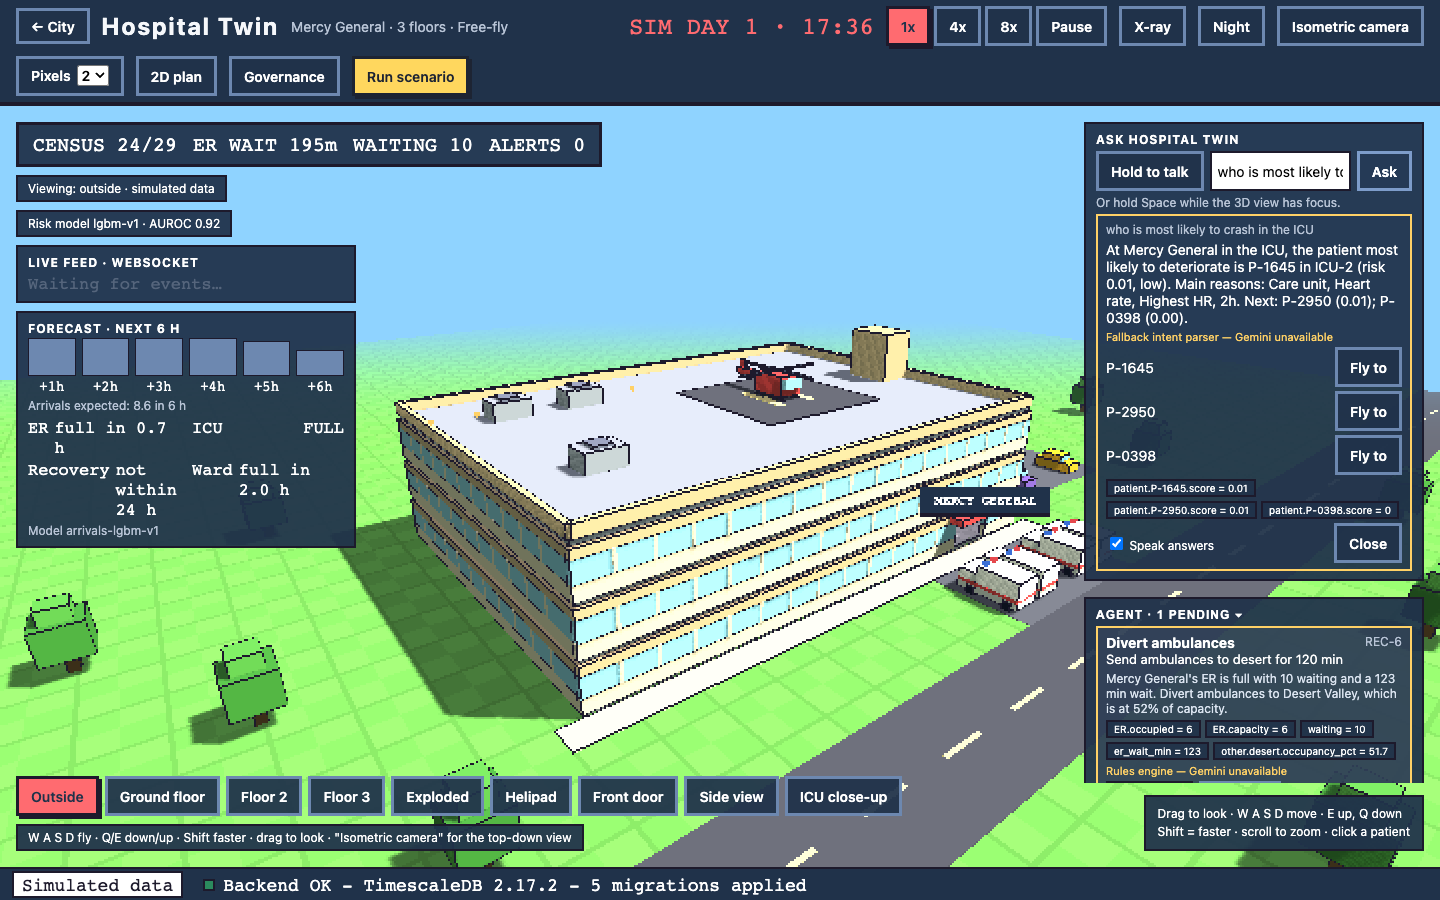 ← City
Hospital Twin
Mercy General · 3 floors · Free-fly
SIM DAY 1 · 17:36
1x
4x
8x
Pause
X-ray
Night
Isometric camera
Pixels 2
2D plan
Governance
Run scenario
CENSUS 24/29 ER WAIT 195m WAITING 10 ALERTS 0
Viewing: outside · simulated data
Risk model lgbm-v1 · AUROC 0.92
LIVE FEED · WEBSOCKET
Waiting for events…
FORECAST · NEXT 6 H
+1h +2h +3h +4h +5h +6h
Arrivals expected: 8.6 in 6 h
ER full in 0.7 h
ICU FULL
Recovery not within 24 h
Ward full in 2.0 h
Model arrivals-lgbm-v1
MERCY GENERAL
ASK HOSPITAL TWIN
Hold to talk
who is most likely to
Ask
Or hold Space while the 3D view has focus.
who is most likely to crash in the ICU
At Mercy General in the ICU, the patient most
likely to deteriorate is P-1645 in ICU-2 (risk
0.01, low). Main reasons: Care unit, Heart
rate, Highest HR, 2h. Next: P-2950 (0.01); P-
0398 (0.00).
Fallback intent parser — Gemini unavailable
P-1645 Fly to
P-2950 Fly to
P-0398 Fly to
patient.P-1645.score = 0.01
patient.P-2950.score = 0.01 patient.P-0398.score = 0
Speak answers
Close
AGENT · 1 PENDING
Divert ambulances REC-6
Send ambulances to desert for 120 min
Mercy General's ER is full with 10 waiting and a 123
min wait. Divert ambulances to Desert Valley, which
is at 52% of capacity.
ER.occupied = 6 ER.capacity = 6 waiting = 10
er_wait_min = 123 other.desert.occupancy_pct = 51.7
Rules engine — Gemini unavailable
Outside
Ground floor
Floor 2
Floor 3
Exploded
Helipad
Front door
Side view
ICU close-up
W A S D fly · Q/E down/up · Shift faster · drag to look · "Isometric camera" for the top-down view
Drag to look · W A S D move · E up, Q down
Shift = faster · scroll to zoom · click a patient
Simulated data
Backend OK - TimescaleDB 2.17.2 - 5 migrations applied